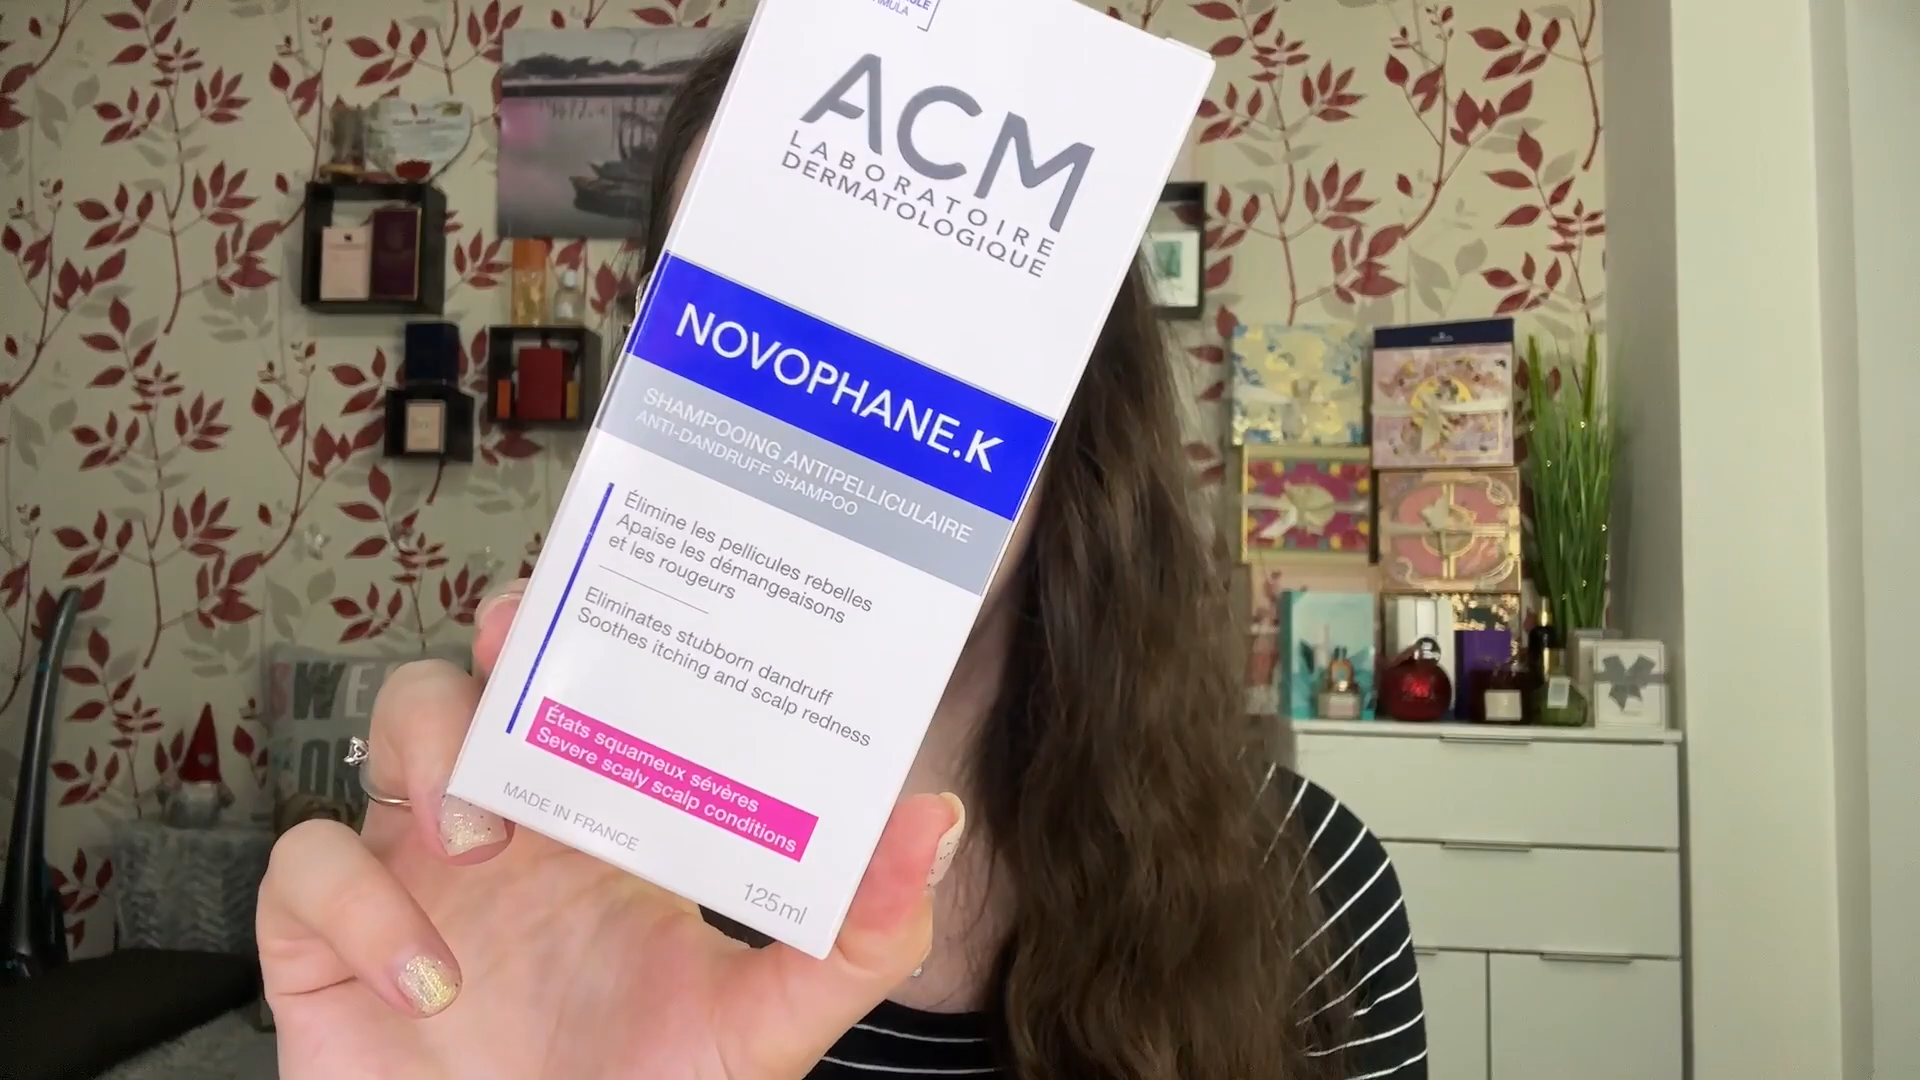 ACM
LABORATOIRE
DERMATOLOGIQUE
NOVOPHANE.K
SHAMPOOING ANTIPELLICULAIRE
ANTI-DANDRUFF SHAMPOO
Élimine les pellicules rebelles
Apaise les démangeaisons
et les rougeurs
Eliminates stubborn dandruff
Soothes itching and scalp redness
États squameux sévères
Severe scaly scalp conditions
MADE IN FRANCE
125ml
WE